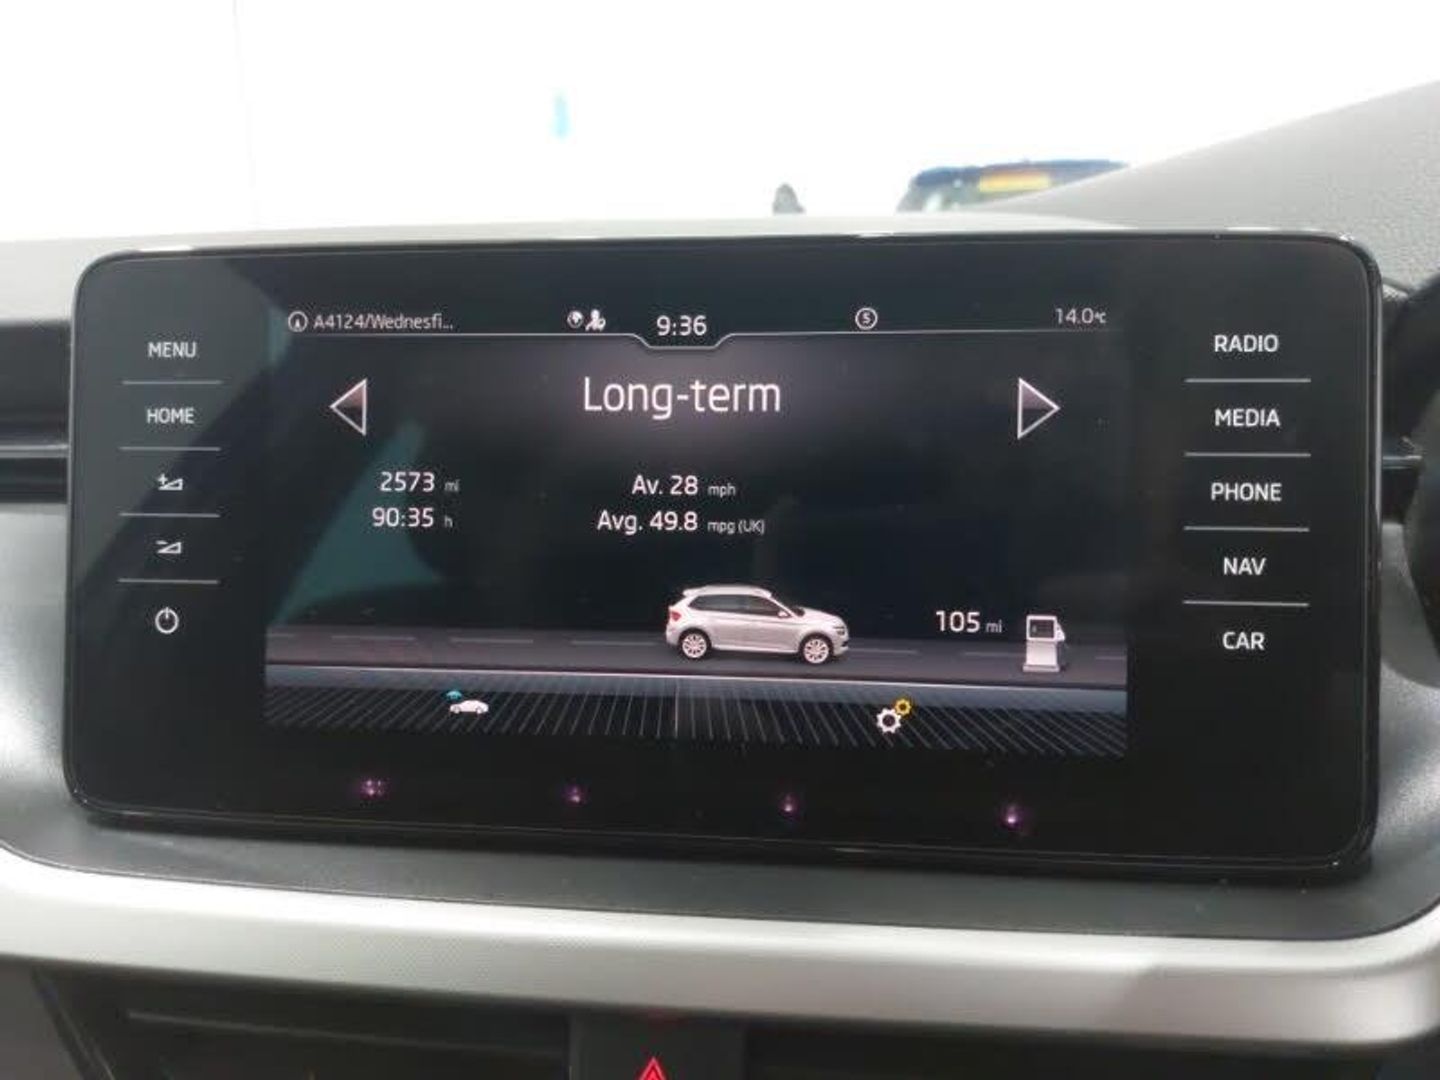 A4124/Wednesfi...
9:36
5
14.0°C
MENU
HOME
Long-term
2573 mi
90:35 h
Av. 28 mph
Avg. 49.8 mpg (UK)
105 mi
RADIO
MEDIA
PHONE
NAV
CAR